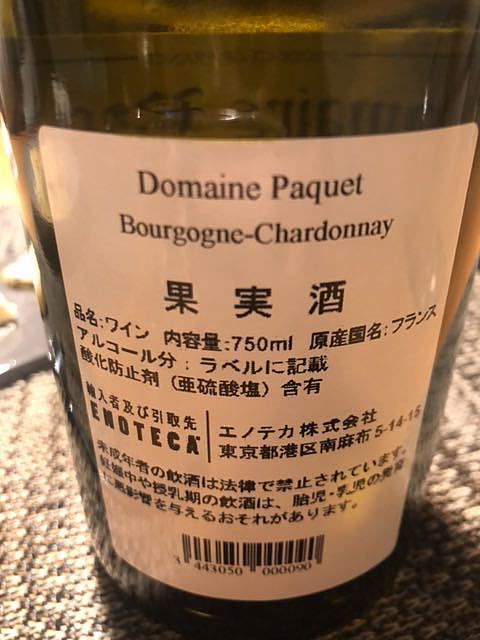 Domaine Paquet
Bourgogne-Chardonnay
果実酒
品名:ワイン 内容量:750ml 原産国名:フランス
アルコール分:ラベルに記載
酸化防止剤(亜硫酸塩)含有
輸入者及び引取先
ENOTECA
エノテカ株式会社
東京都港区南麻布5-14-15
未成年者の飲酒は法律で禁止されています。
妊娠中や授乳期の飲酒は、胎児・乳児の発育
に悪影響を与えるおそれがあります。
3 443050 000090